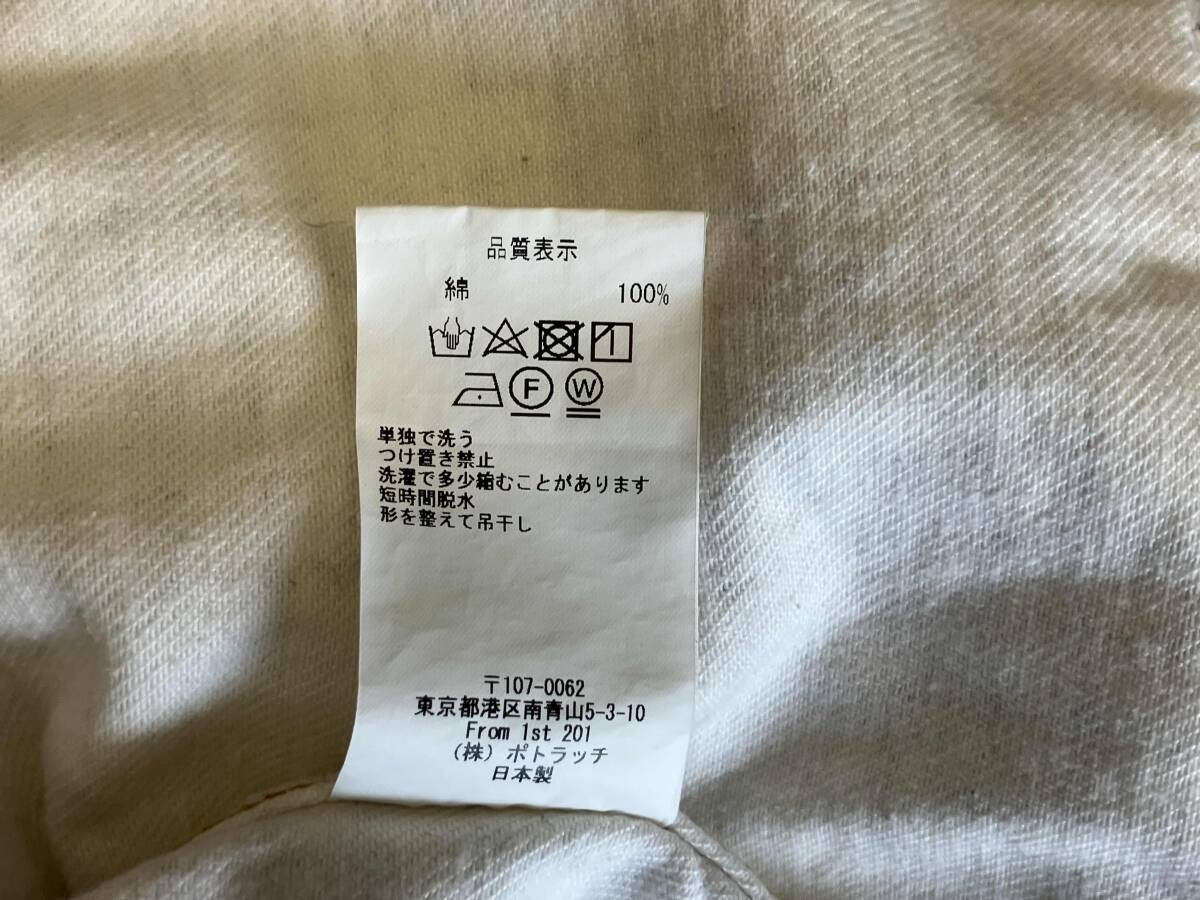 品質表示
綿 100%
F W
単独で洗う
つけ置き禁止
洗濯で多少縮むことがあります
短時間脱水
形を整えて吊干し
〒107-0062
東京都港区南青山5-3-10
From 1st 201
(株) ポトラッチ
日本製